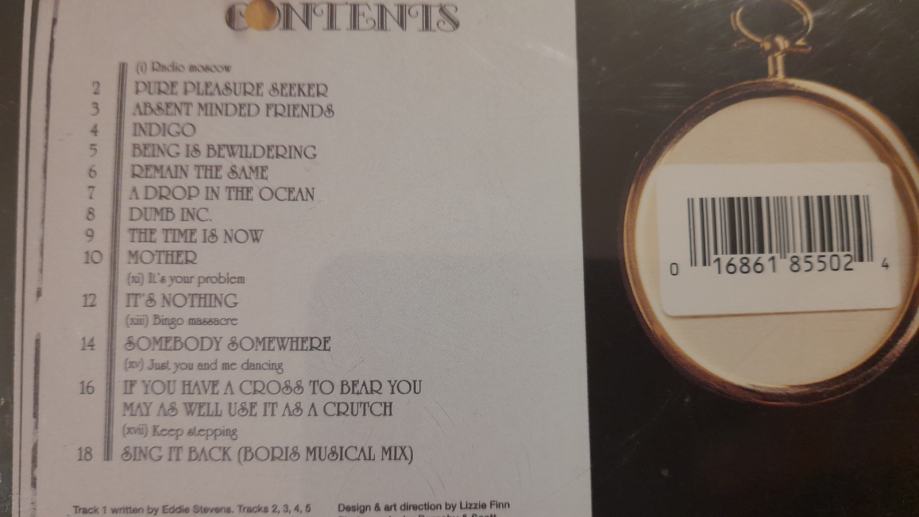 CONTENTS
(i) Radio moscow
2 PURE PLEASURE SEEKER
3 ABSENT MINDED FRIENDS
4 INDIGO
5 BEING IS BEWILDERING
6 REMAIN THE SAME
7 A DROP IN THE OCEAN
8 DUMB INC.
9 THE TIME IS NOW
10 MOTHER
(xi) It's your problem
12 IT'S NOTHING
(xiii) Bingo massacre
14 SOMEBODY SOMEWHERE
(xv) Just you and me dancing
16 IF YOU HAVE A CROSS TO BEAR YOU
MAY AS WELL USE IT AS A CRUTCH
(xvii) Keep stepping
18 SING IT BACK (BORIS MUSICAL MIX)
Track 1 written by Eddie Stevens. Tracks 2, 3, 4, 5
Design & art direction by Lizzie Finn
0 16861 85502 4